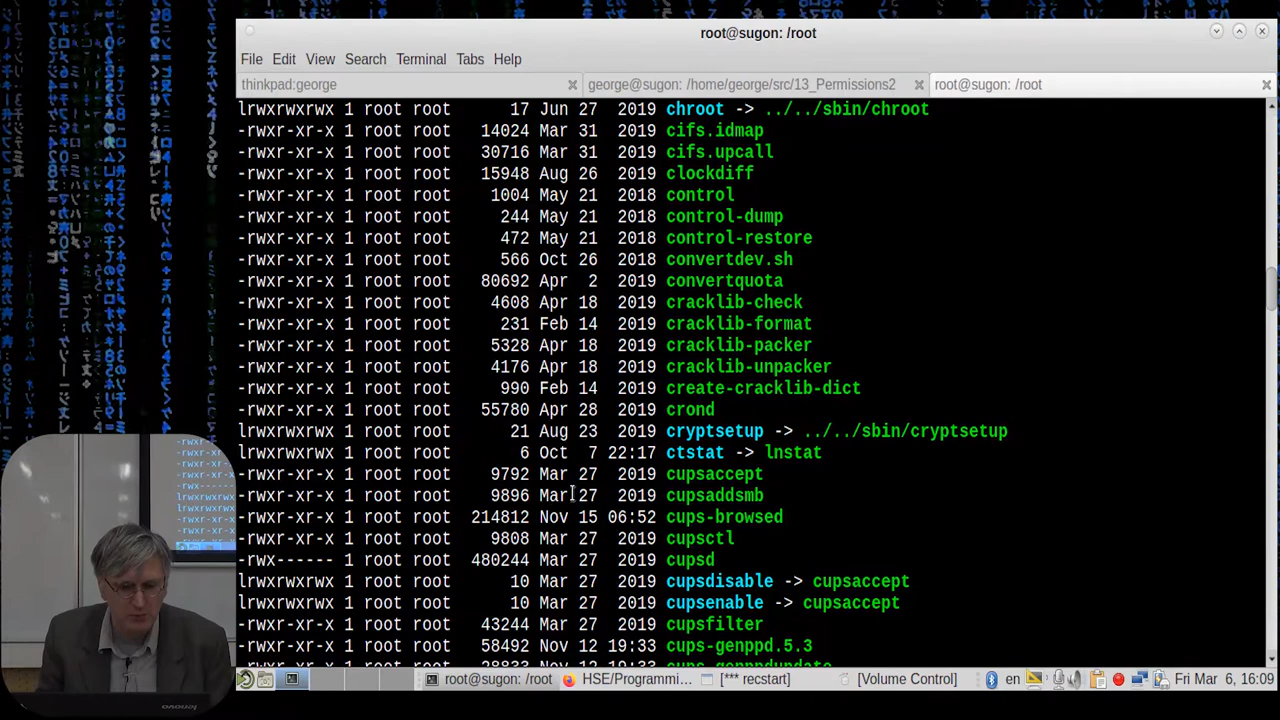 root@sugon: /root
File Edit View Search Terminal Tabs Help
thinkpad:george
george@sugon: /home/george/src/13_Permissions2
root@sugon: /root
lrwxrwxrwx 1 root root 17 Jun 27 2019 chroot -> ../../sbin/chroot
-rwxr-xr-x 1 root root 14024 Mar 31 2019 cifs.idmap
-rwxr-xr-x 1 root root 30716 Mar 31 2019 cifs.upcall
-rwxr-xr-x 1 root root 15948 Aug 26 2019 clockdiff
-rwxr-xr-x 1 root root 1004 May 21 2018 control
-rwxr-xr-x 1 root root 244 May 21 2018 control-dump
-rwxr-xr-x 1 root root 472 May 21 2018 control-restore
-rwxr-xr-x 1 root root 566 Oct 26 2018 convertdev.sh
-rwxr-xr-x 1 root root 80692 Apr 2 2019 convertquota
-rwxr-xr-x 1 root root 4608 Apr 18 2019 cracklib-check
-rwxr-xr-x 1 root root 231 Feb 14 2019 cracklib-format
-rwxr-xr-x 1 root root 5328 Apr 18 2019 cracklib-packer
-rwxr-xr-x 1 root root 4176 Apr 18 2019 cracklib-unpacker
-rwxr-xr-x 1 root root 990 Feb 14 2019 create-cracklib-dict
-rwxr-xr-x 1 root root 55780 Apr 28 2019 crond
lrwxrwxrwx 1 root root 21 Aug 23 2019 cryptsetup -> ../../sbin/cryptsetup
lrwxrwxrwx 1 root root 6 Oct 7 22:17 ctstat -> lnstat
-rwxr-xr-x 1 root root 9792 Mar 27 2019 cupsaccept
-rwxr-xr-x 1 root root 9896 Mar 27 2019 cupsaddsmb
-rwxr-xr-x 1 root root 214812 Nov 15 06:52 cups-browsed
-rwxr-xr-x 1 root root 9808 Mar 27 2019 cupsctl
-rwx------ 1 root root 480244 Mar 27 2019 cupsd
lrwxrwxrwx 1 root root 10 Mar 27 2019 cupsdisable -> cupsaccept
lrwxrwxrwx 1 root root 10 Mar 27 2019 cupsenable -> cupsaccept
-rwxr-xr-x 1 root root 43244 Mar 27 2019 cupsfilter
-rwxr-xr-x 1 root root 58492 Nov 12 19:33 cups-genppd.5.3
-rwxr-xr-x 1 root root 28833 Nov 12 19:33 cups-genppdupdate
root@sugon: /root HSE/Programmi... [*** recstart] [Volume Control] en Fri Mar 6, 16:09